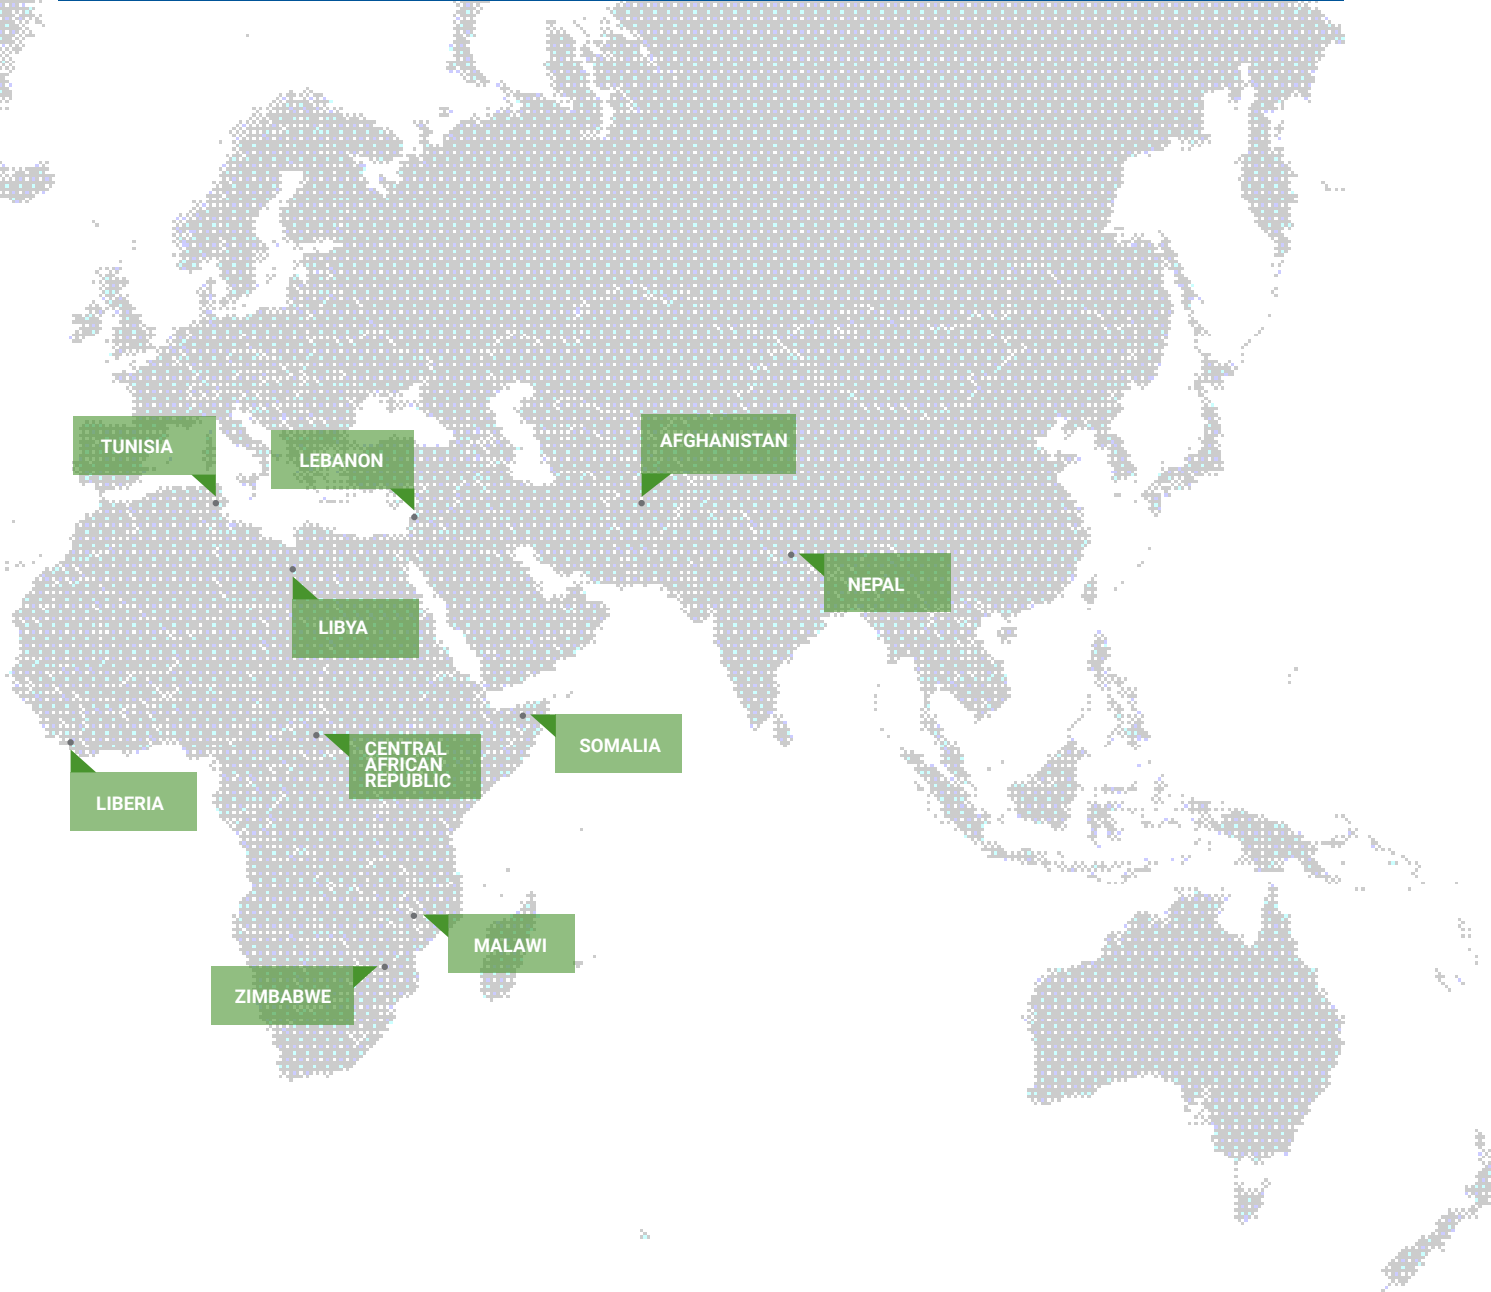 AFGHANISTAN
TUNISIA
LEBANON
NEPAL
LIBYA
SOMALIA
CENTRAL
AFRICAN
REPUBLIC
LIBERIA
MALAWI
ZIMBABWE